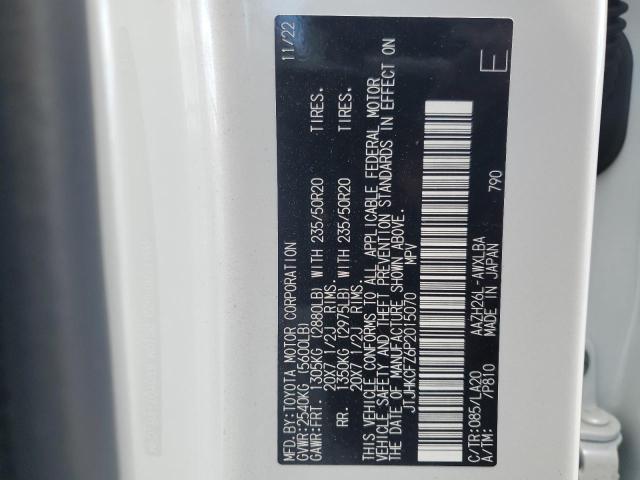 MFD. BY: TOYOTA MOTOR CORPORATION 11/22
GVWR: 2540KG (5600LB)
GAWR: FRT. 1305KG (2880LB) WITH 235/50R20 TIRES.
20X7 1/2J RIMS.
RR. 1350KG (2975LB) WITH 235/50R20 TIRES.
20X7 1/2J RIMS.
THIS VEHICLE CONFORMS TO ALL APPLICABLE FEDERAL MOTOR
VEHICLE SAFETY AND THEFT PREVENTION STANDARDS IN EFFECT ON
THE DATE OF MANUFACTURE SHOWN ABOVE.
JTJHKCFZ6P2015070 MPV
E
C/TR: 085/LA20 AAZH26L-AWXLBA
A/TM: /P810 MADE IN JAPAN 790